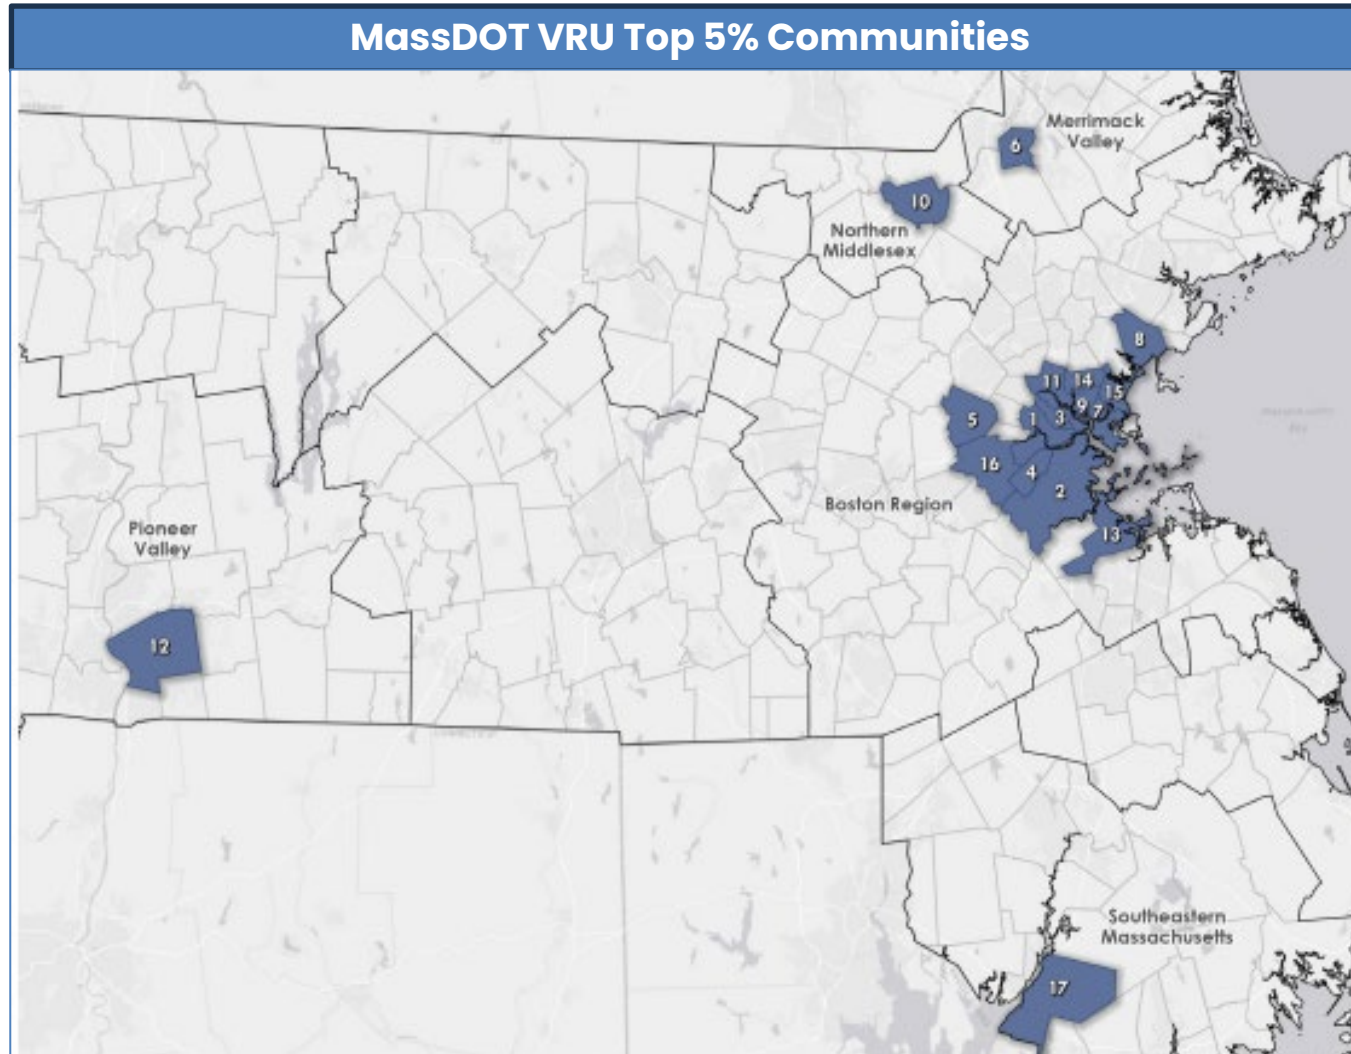 MassDOT VRU Top 5% Communities
Merrimack
Valley
6
10
Northern
Middlesex
8
11
14
15
9
7
5
1
3
16
4
2
Boston Region
13
Pioneer
Valley
12
Southeastern
Massachusetts
17